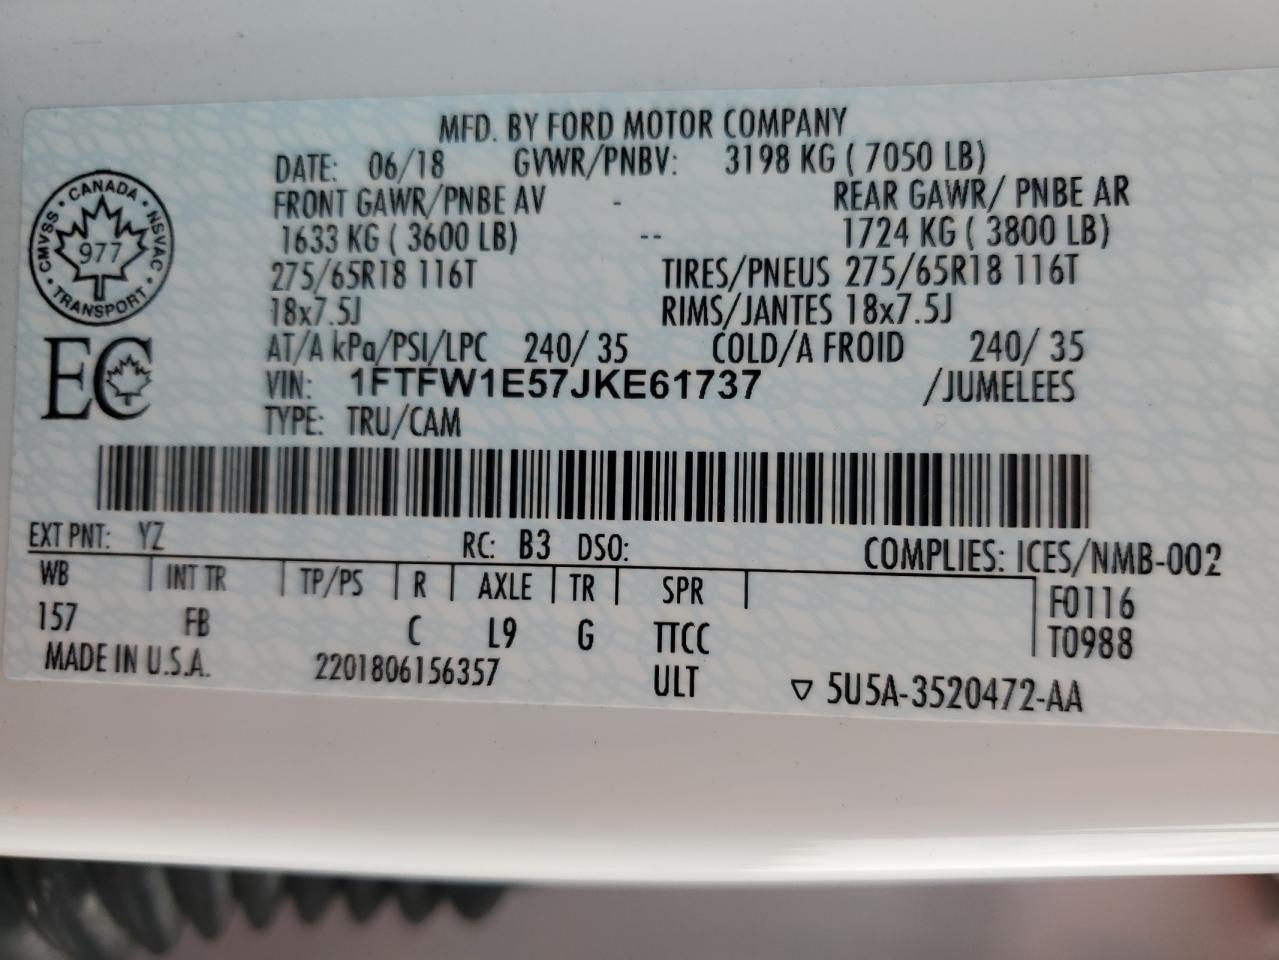 MFD. BY FORD MOTOR COMPANY
DATE: 06/18 GVWR/PNBV: 3198 KG ( 7050 LB)
FRONT GAWR/PNBE AV - REAR GAWR/ PNBE AR
1633 KG ( 3600 LB) -- 1724 KG ( 3800 LB)
275/65R18 116T TIRES/PNEUS 275/65R18 116T
18x7.5J RIMS/JANTES 18x7.5J
AT/A kPa/PSI/LPC 240/ 35 COLD/A FROID 240/ 35
VIN: 1FTFW1E57JKE61737 /JUMELEES
TYPE: TRU/CAM
CANADA
CMVSS · NSVAC
977
TRANSPORT
EC
EXT PNT: YZ RC: B3 DSO: COMPLIES: ICES/NMB-002
WB INT TR TP/PS R AXLE TR SPR F0116
157 FB C L9 G TTCC T0988
MADE IN U.S.A. 2201806156357 ULT ▽ 5U5A-3520472-AA